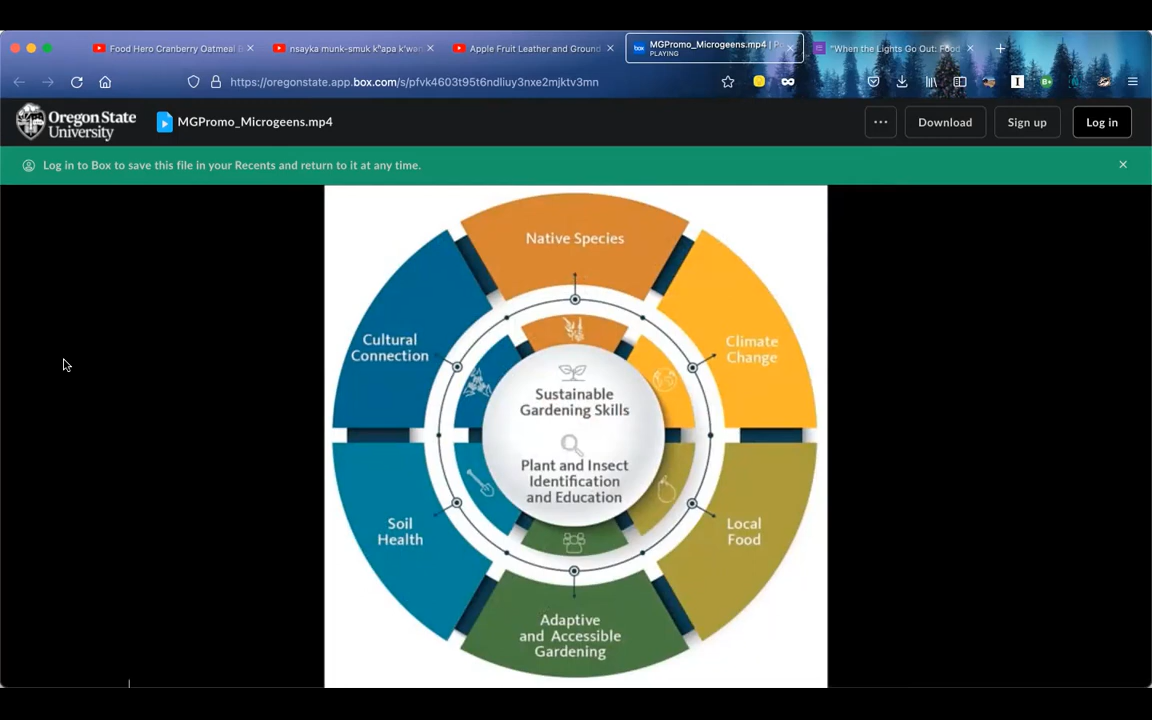 Food Hero Cranberry Oatmeal B
nsayka munk-smuk kʰapa k'wən
Apple Fruit Leather and Ground
box
MGPromo_Microgeens.mp4 | P
PLAYING
"When the Lights Go Out: Food
https://oregonstate.app.box.com/s/pfvk4603t95t6ndliuy3nxe2mjktv3mn
Oregon State
University
MGPromo_Microgeens.mp4
Download
Sign up
Log in
Log in to Box to save this file in your Recents and return to it at any time.
Native Species
Cultural
Connection
Climate
Change
Sustainable
Gardening Skills
Plant and Insect
Identification
and Education
Soil
Health
Local
Food
Adaptive
and Accessible
Gardening